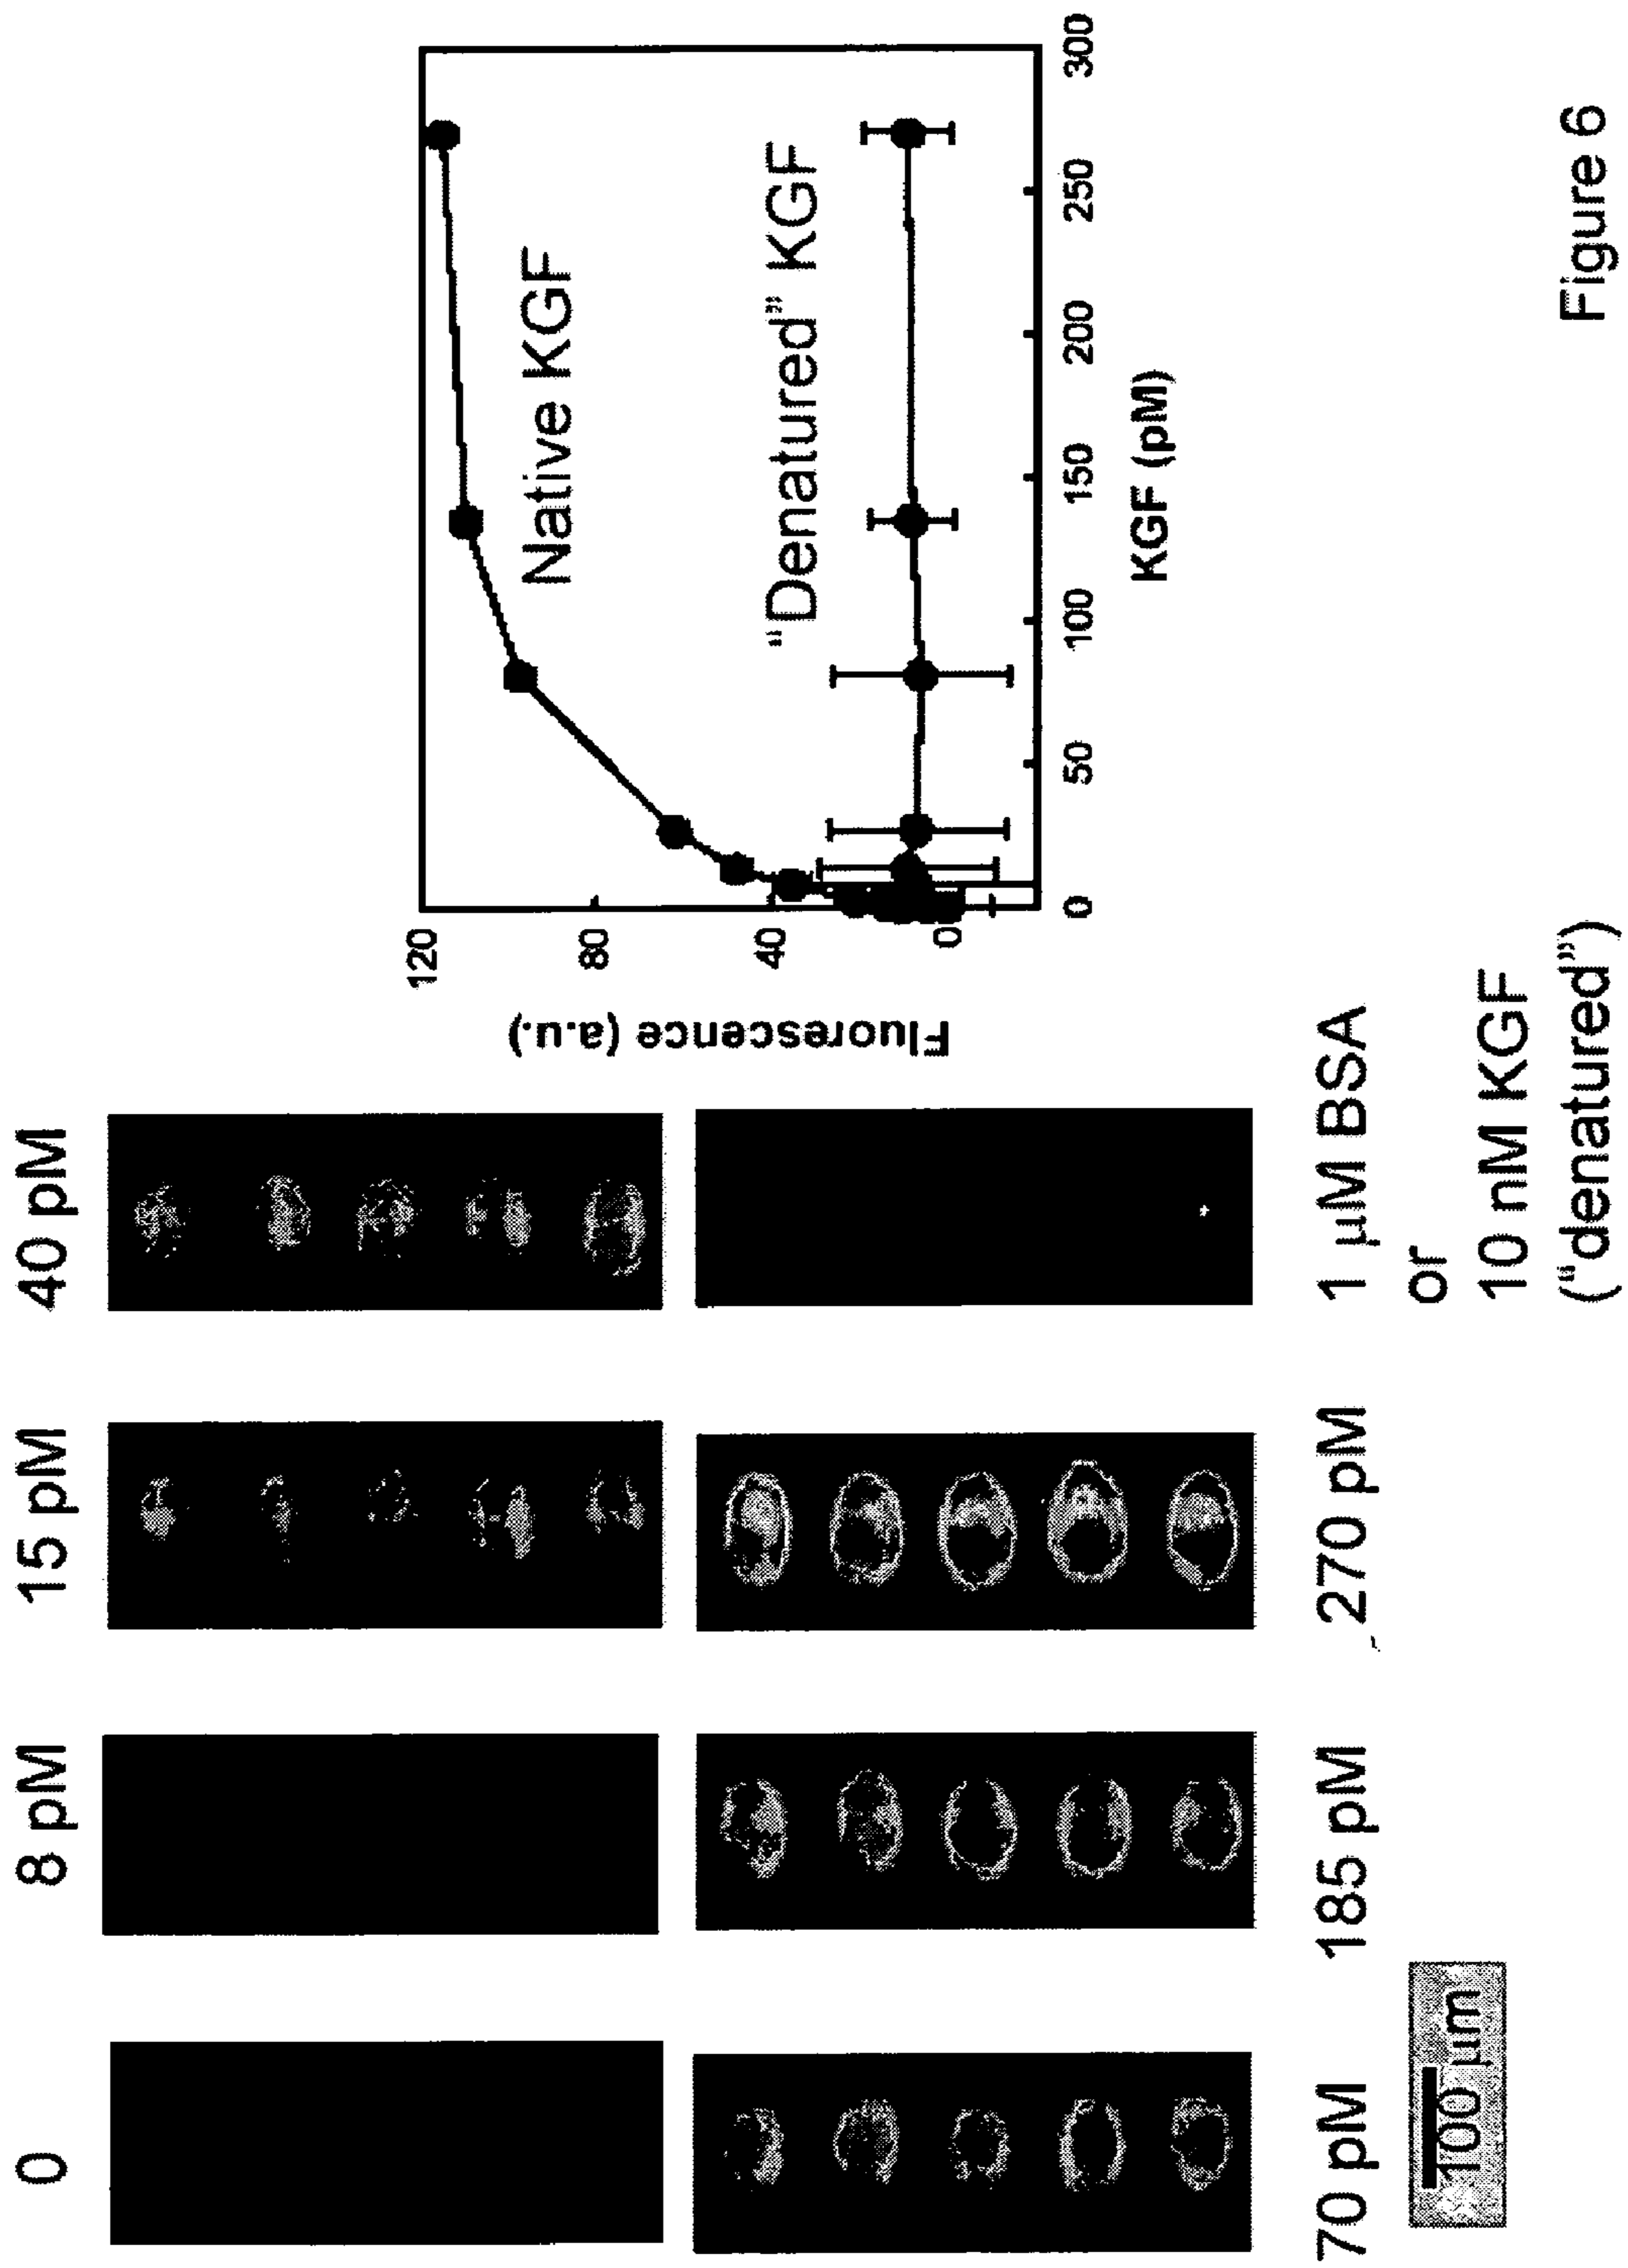 0
8 pM
15 pM
40 pM
70 pM
185 pM
270 pM
1 μM BSA
or
10 nM KGF
("denatured")
100 μm
Fluorescence (a.u.)
120
80
40
0
Native KGF
"Denatured" KGF
0
50
100
150
200
250
300
KGF (pM)
Figure 6